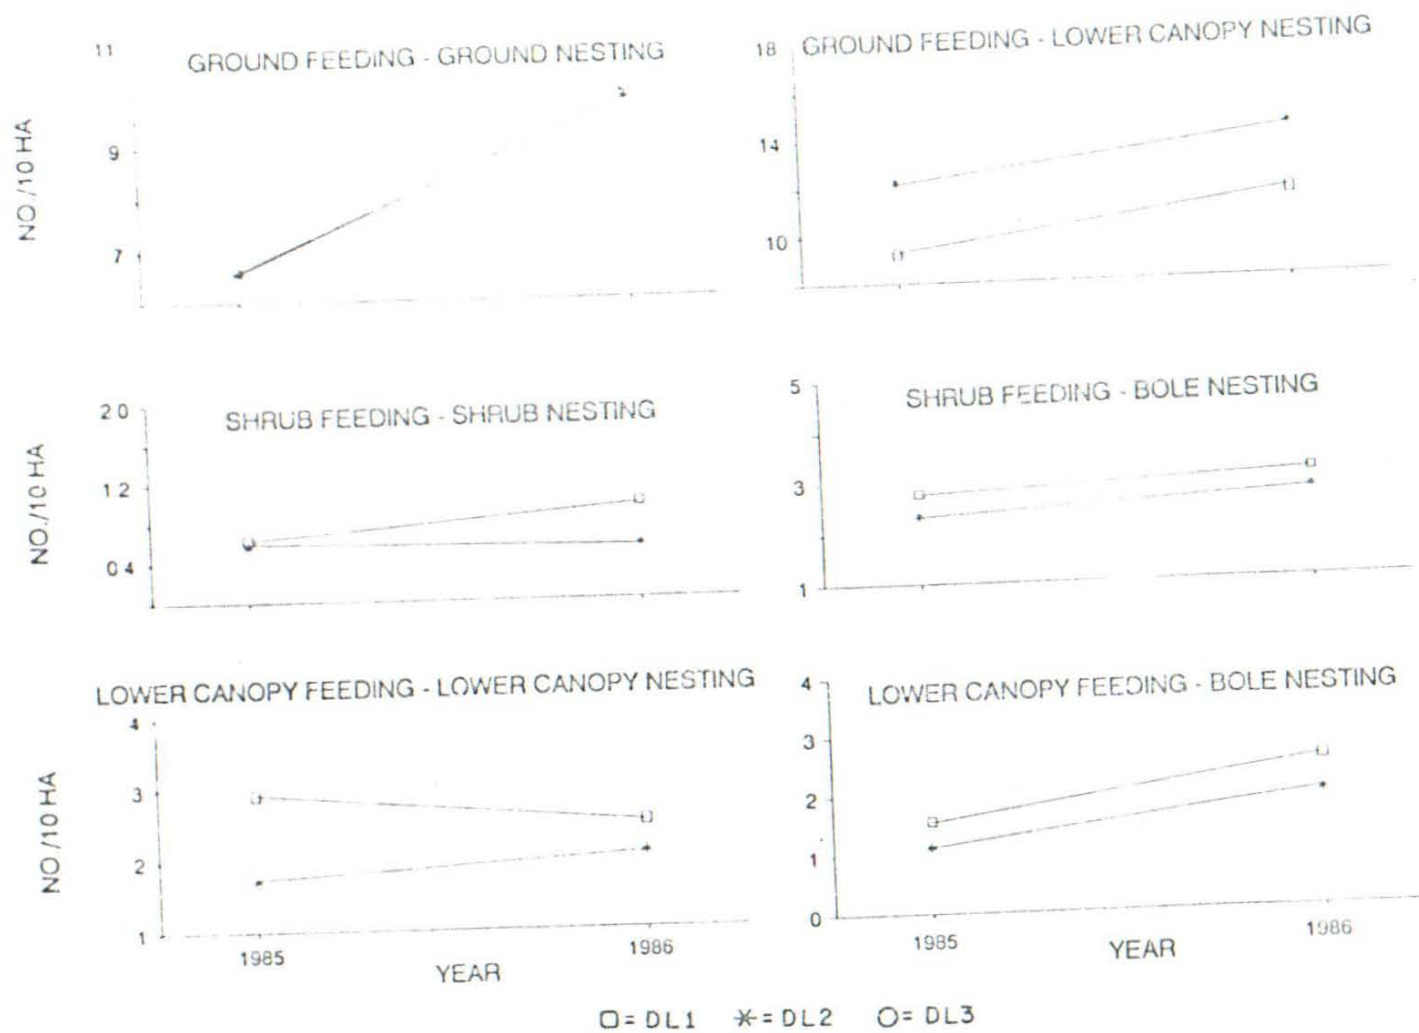 GROUND FEEDING - GROUND NESTING
11
9
7
NO./10 HA
GROUND FEEDING - LOWER CANOPY NESTING
18
14
10
SHRUB FEEDING - SHRUB NESTING
2 0
1 2
0 4
NO./10 HA
SHRUB FEEDING - BOLE NESTING
5
3
1
LOWER CANOPY FEEDING - LOWER CANOPY NESTING
4
3
2
1
NO./10 HA
1985
1986
YEAR
LOWER CANOPY FEEDING - BOLE NESTING
4
3
2
1
0
1985
1986
YEAR
□= DL1 ✳= DL2 ○= DL3